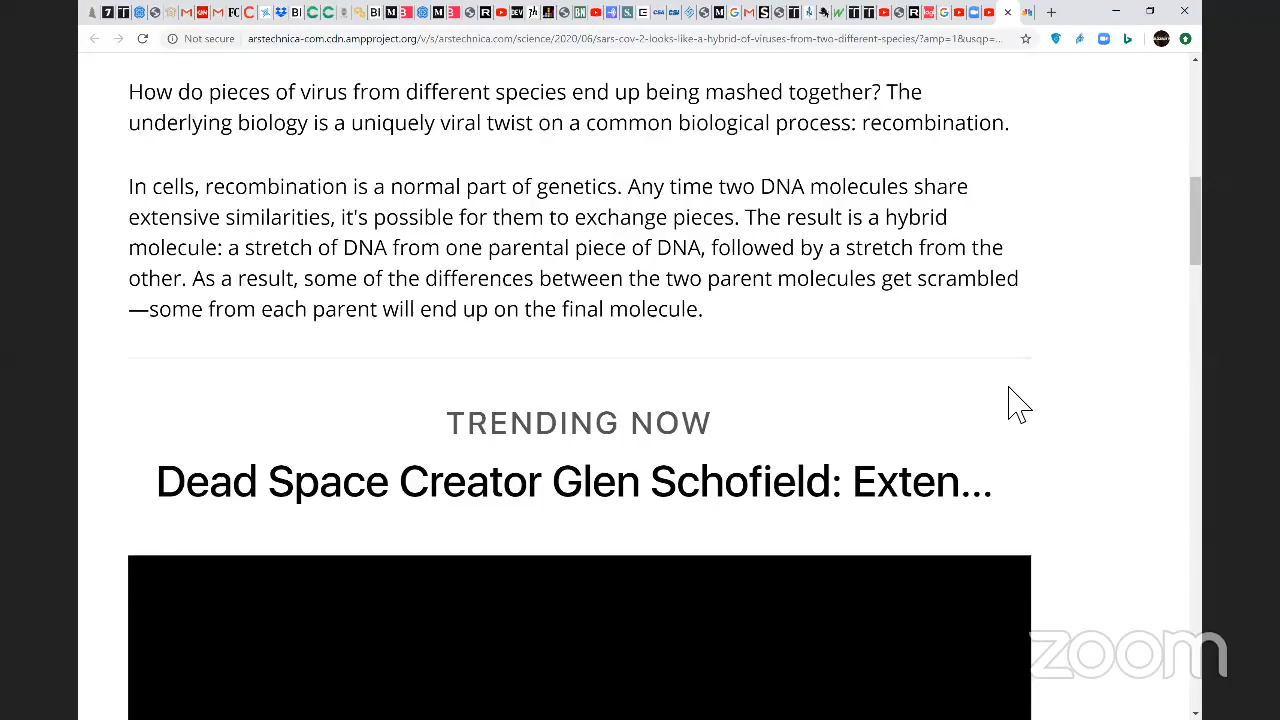 Not secure
arstechnica-com.cdn.ampproject.org/v/s/arstechnica.com/science/2020/06/sars-cov-2-looks-like-a-hybrid-of-viruses-from-two-different-species/?amp=1&usqp=...
How do pieces of virus from different species end up being mashed together? The
underlying biology is a uniquely viral twist on a common biological process: recombination.
In cells, recombination is a normal part of genetics. Any time two DNA molecules share
extensive similarities, it's possible for them to exchange pieces. The result is a hybrid
molecule: a stretch of DNA from one parental piece of DNA, followed by a stretch from the
other. As a result, some of the differences between the two parent molecules get scrambled
—some from each parent will end up on the final molecule.
TRENDING NOW
Dead Space Creator Glen Schofield: Exten...
zoom